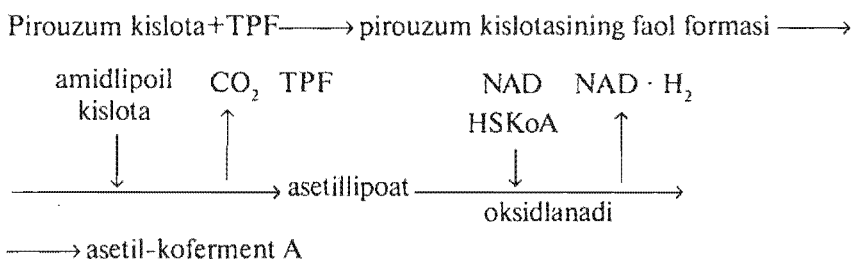 Pirouzum kislota+TPF⟶pirouzum kislotasining faol formasi ⟶
amidlipoil CO₂ TPF NAD NAD · H₂
kislota HSKoA
⟶ asetillipoat ⟶
oksidlanadi
⟶ asetil-koferment A